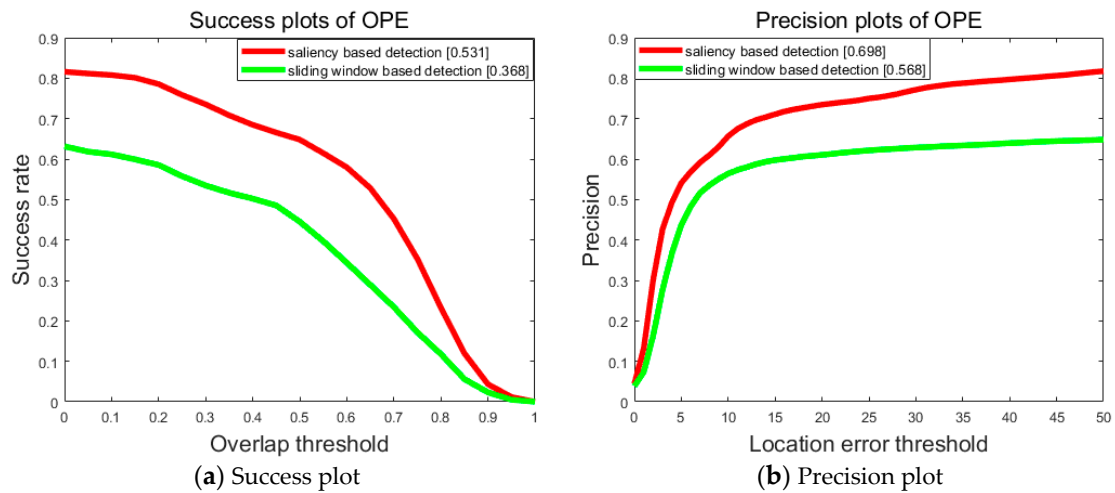 Success plots of OPE
0.9
0.8
0.7
0.6
0.5
0.4
0.3
0.2
0.1
0
Success rate
saliency based detection [0.531]
sliding window based detection [0.368]
0 0.1 0.2 0.3 0.4 0.5 0.6 0.7 0.8 0.9 1
Overlap threshold
(a) Success plot
Precision plots of OPE
0.9
0.8
0.7
0.6
0.5
0.4
0.3
0.2
0.1
0
Precision
saliency based detection [0.698]
sliding window based detection [0.568]
0 5 10 15 20 25 30 35 40 45 50
Location error threshold
(b) Precision plot